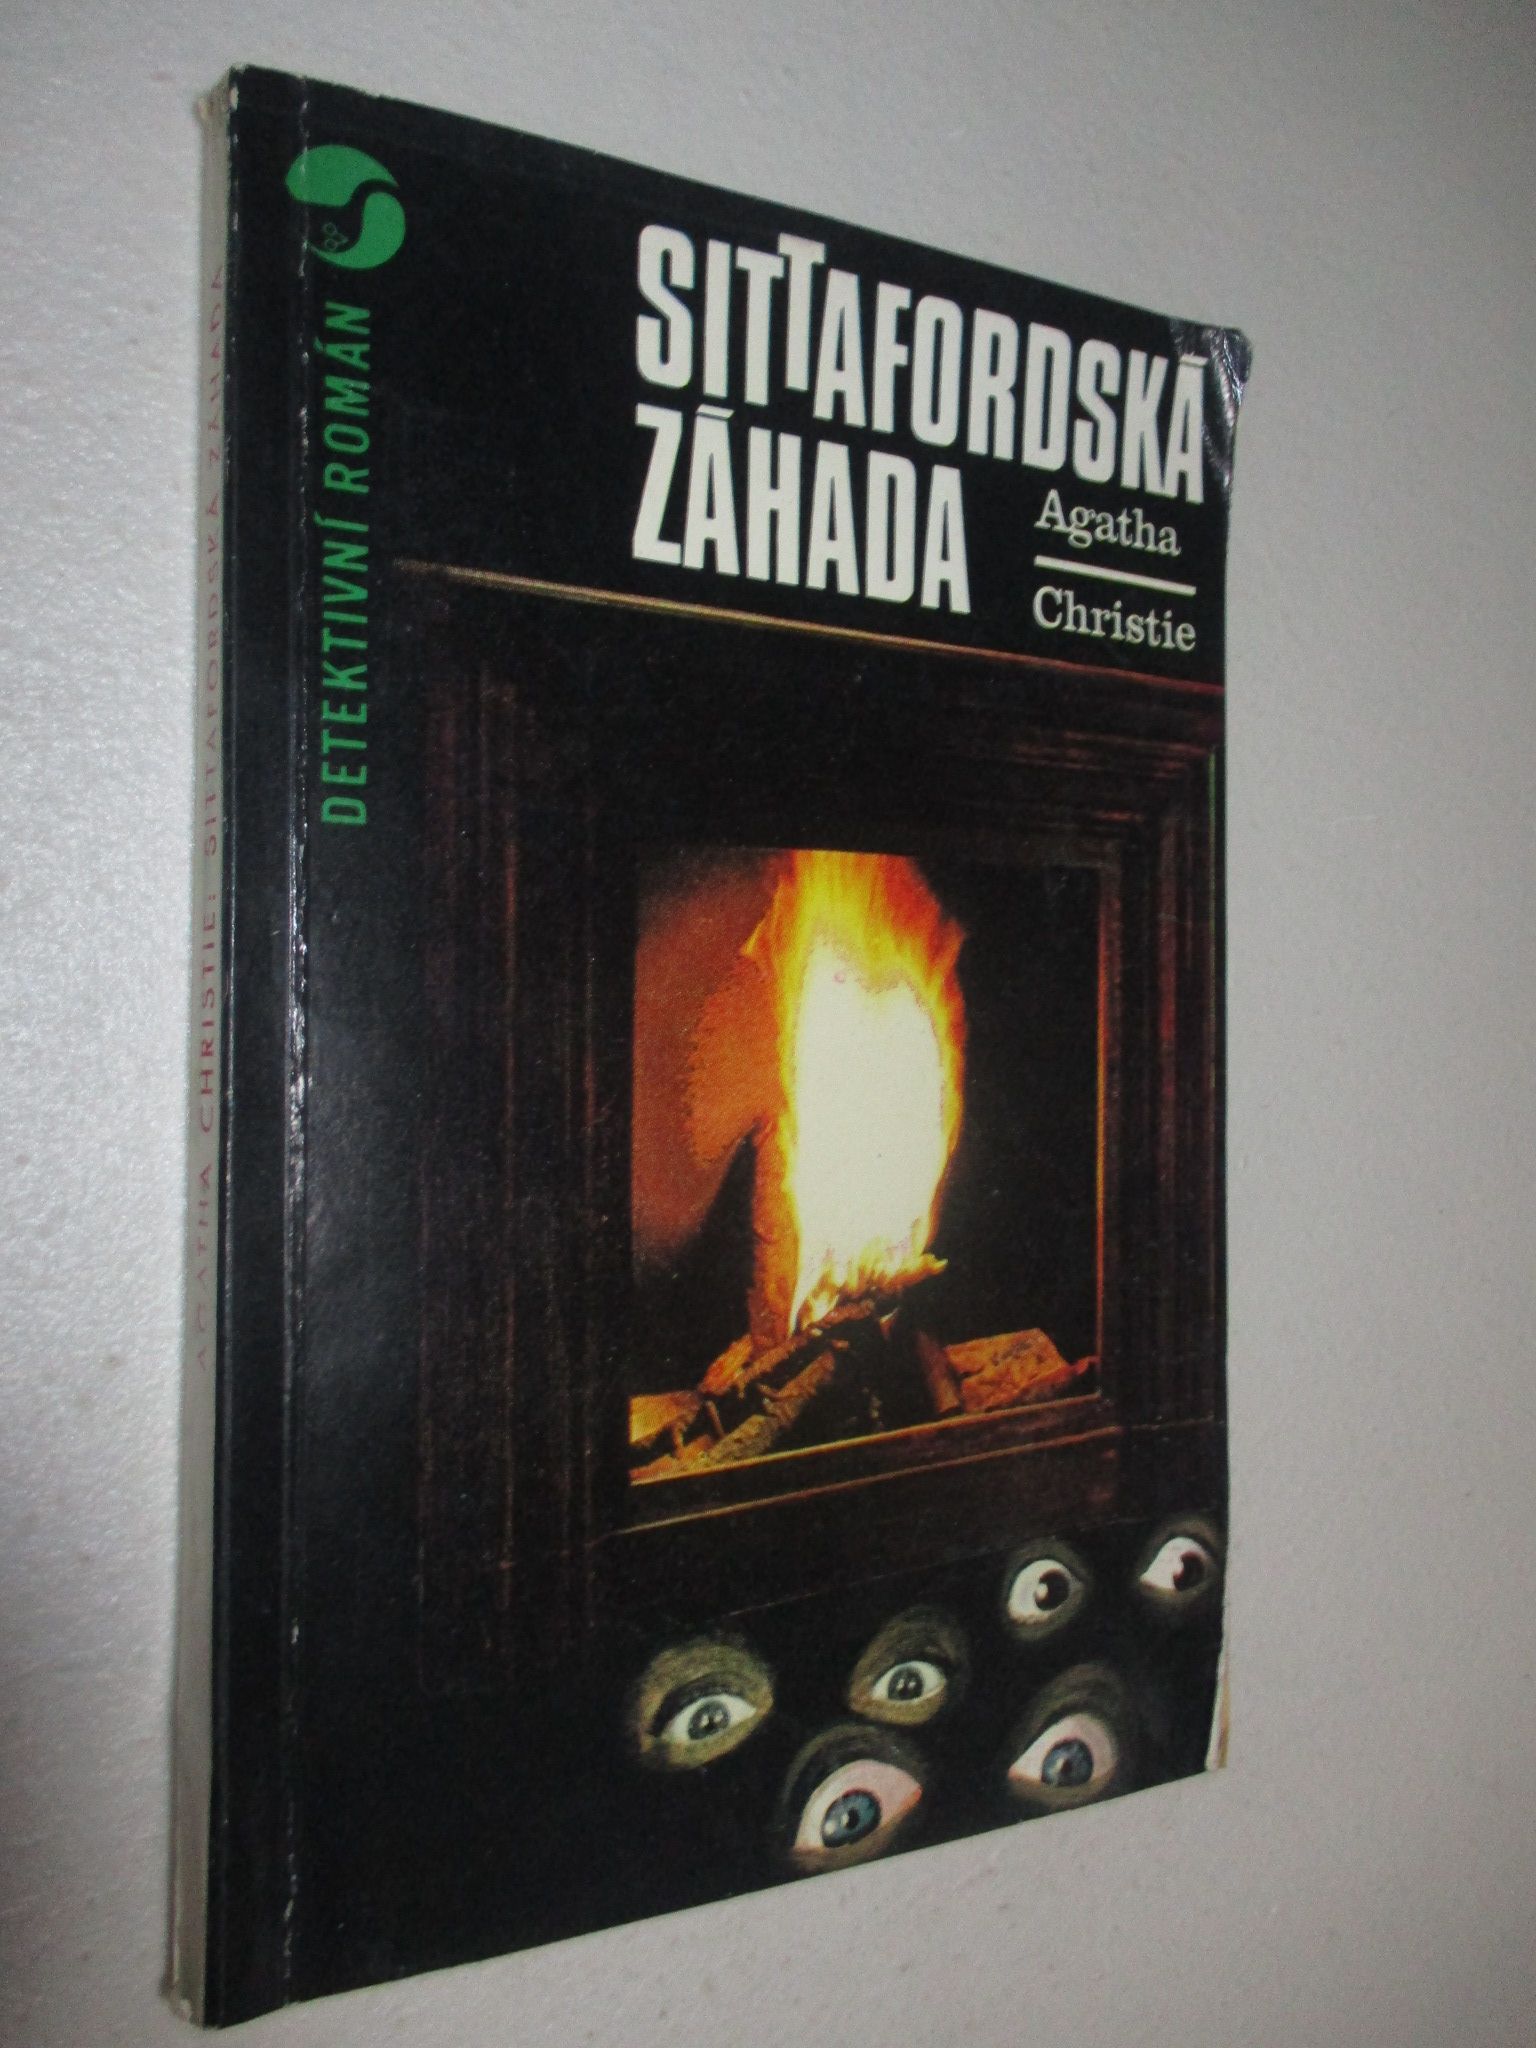 SITTAFORDSKÁ
ZÁHADA
Agatha
Christie
DETEKTIVNÍ ROMÁN
AGATHA CHRISTIE: SITTAFORDSKÁ ZÁHADA